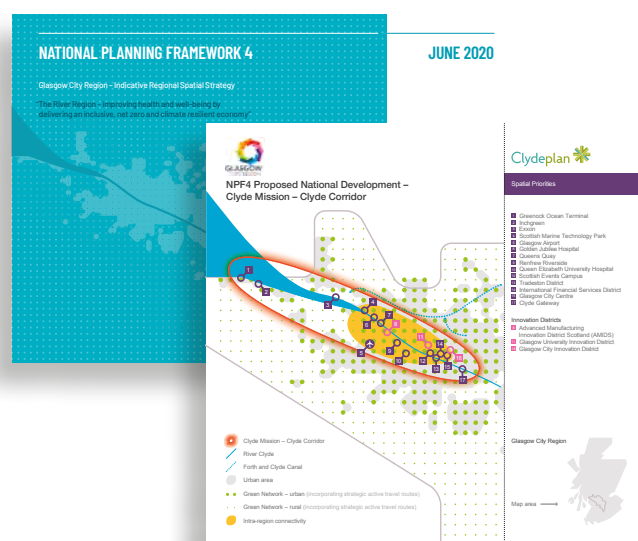 NATIONAL PLANNING FRAMEWORK 4
JUNE 2020
Glasgow City Region - Indicative Regional Spatial Strategy
"The River Region - Improving health and well-being by
delivering an inclusive, net zero and climate resilient economy"
GLASGOW
NPF4 Proposed National Development –
Clyde Mission – Clyde Corridor
1
2
3
4
7
6
8
5
9
10
11
12
14
13
15
16
17
Clyde Mission – Clyde Corridor
River Clyde
Forth and Clyde Canal
Urban area
Green Network – urban (incorporating strategic active travel routes)
Green Network – rural (incorporating strategic active travel routes)
Intra-region connectivity
Clydeplan
Spatial Priorities
Greenock Ocean Terminal
Inchgreen
Exxon
Scottish Marine Technology Park
Glasgow Airport
Golden Jubilee Hospital
Queens Quay
Renfrew Riverside
Queen Elizabeth University Hospital
Scottish Events Campus
Tradeston District
International Financial Services District
Glasgow City Centre
Clyde Gateway
Innovation Districts
Advanced Manufacturing
Innovation District Scotland (AMIDS)
Glasgow University Innovation District
Glasgow City Innovation District
Glasgow City Region
Map area